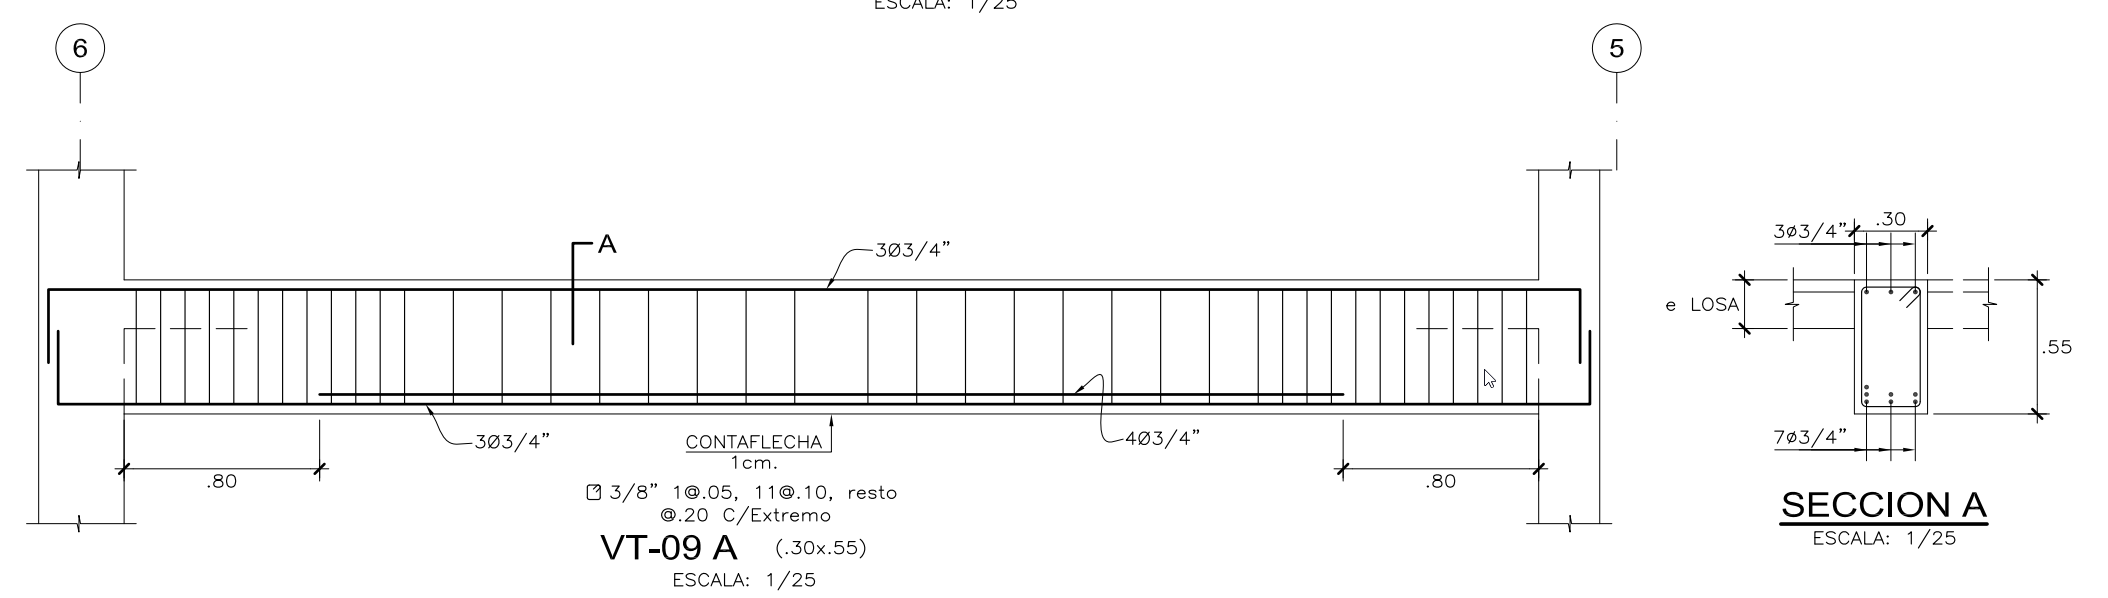 ESCALA: 1/25
6
5
A
3Ø3/4"
3Ø3/4"
4Ø3/4"
CONTAFLECHA
1cm.
.80
.80
3/8" 1@.05, 11@.10, resto
@.20 C/Extremo
VT-09 A (.30x.55)
ESCALA: 1/25
.30
3ø3/4"
e LOSA
.55
7ø3/4"
SECCION A
ESCALA: 1/25